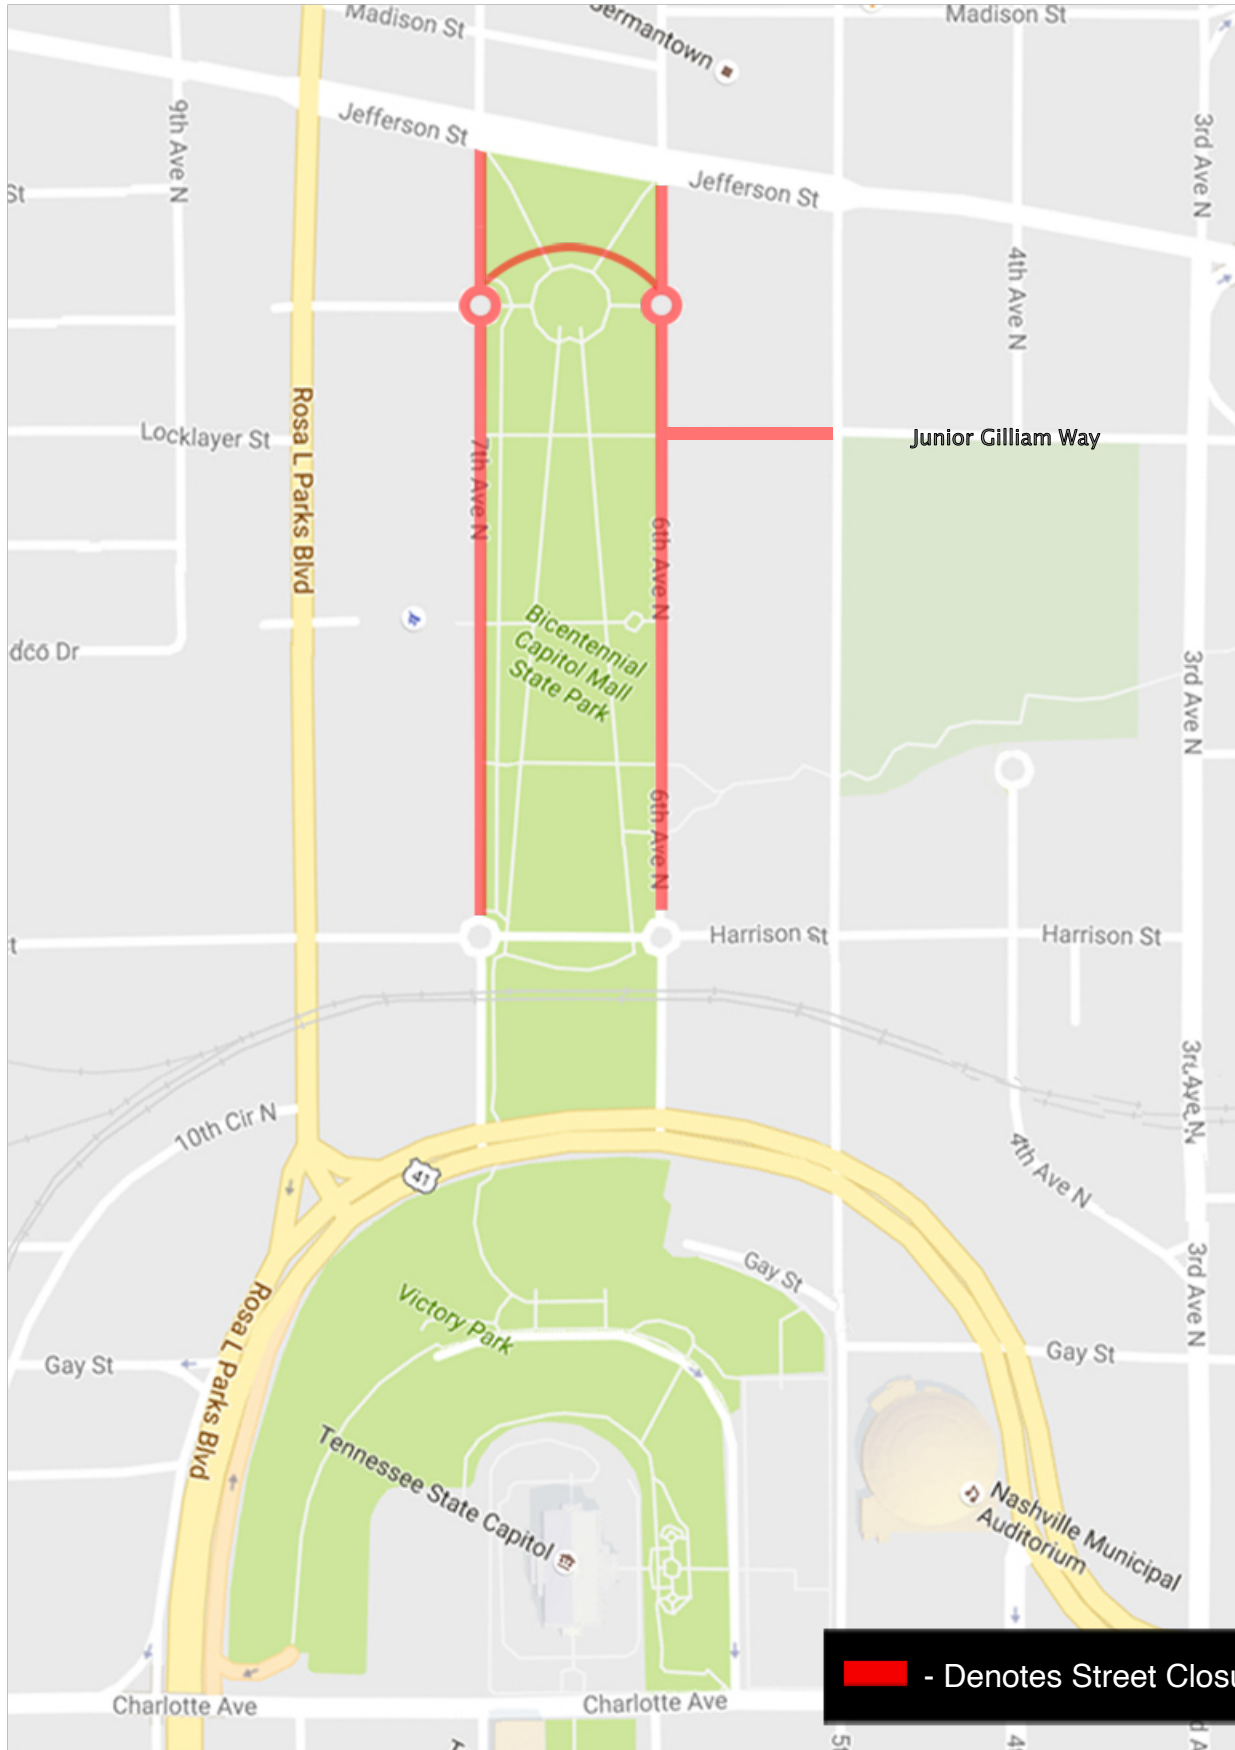 Madison St
Germantown
Madison St
9th Ave N
Jefferson St
3rd Ave N
St
Jefferson St
4th Ave N
Rosa L Parks Blvd
Locklayer St
7th Ave N
Junior Gilliam Way
6th Ave N
Bicentennial
Capitol Mall
State Park
dco Dr
3rd Ave N
6th Ave N
t
Harrison St
Harrison St
3rd Ave N
10th Cir N
41
4th Ave N
Gay St
3rd Ave N
Rosa L Parks Blvd
Victory Park
Gay St
Gay St
Tennessee State Capitol
Nashville Municipal
Auditorium
- Denotes Street Closu
Charlotte Ave
Charlotte Ave